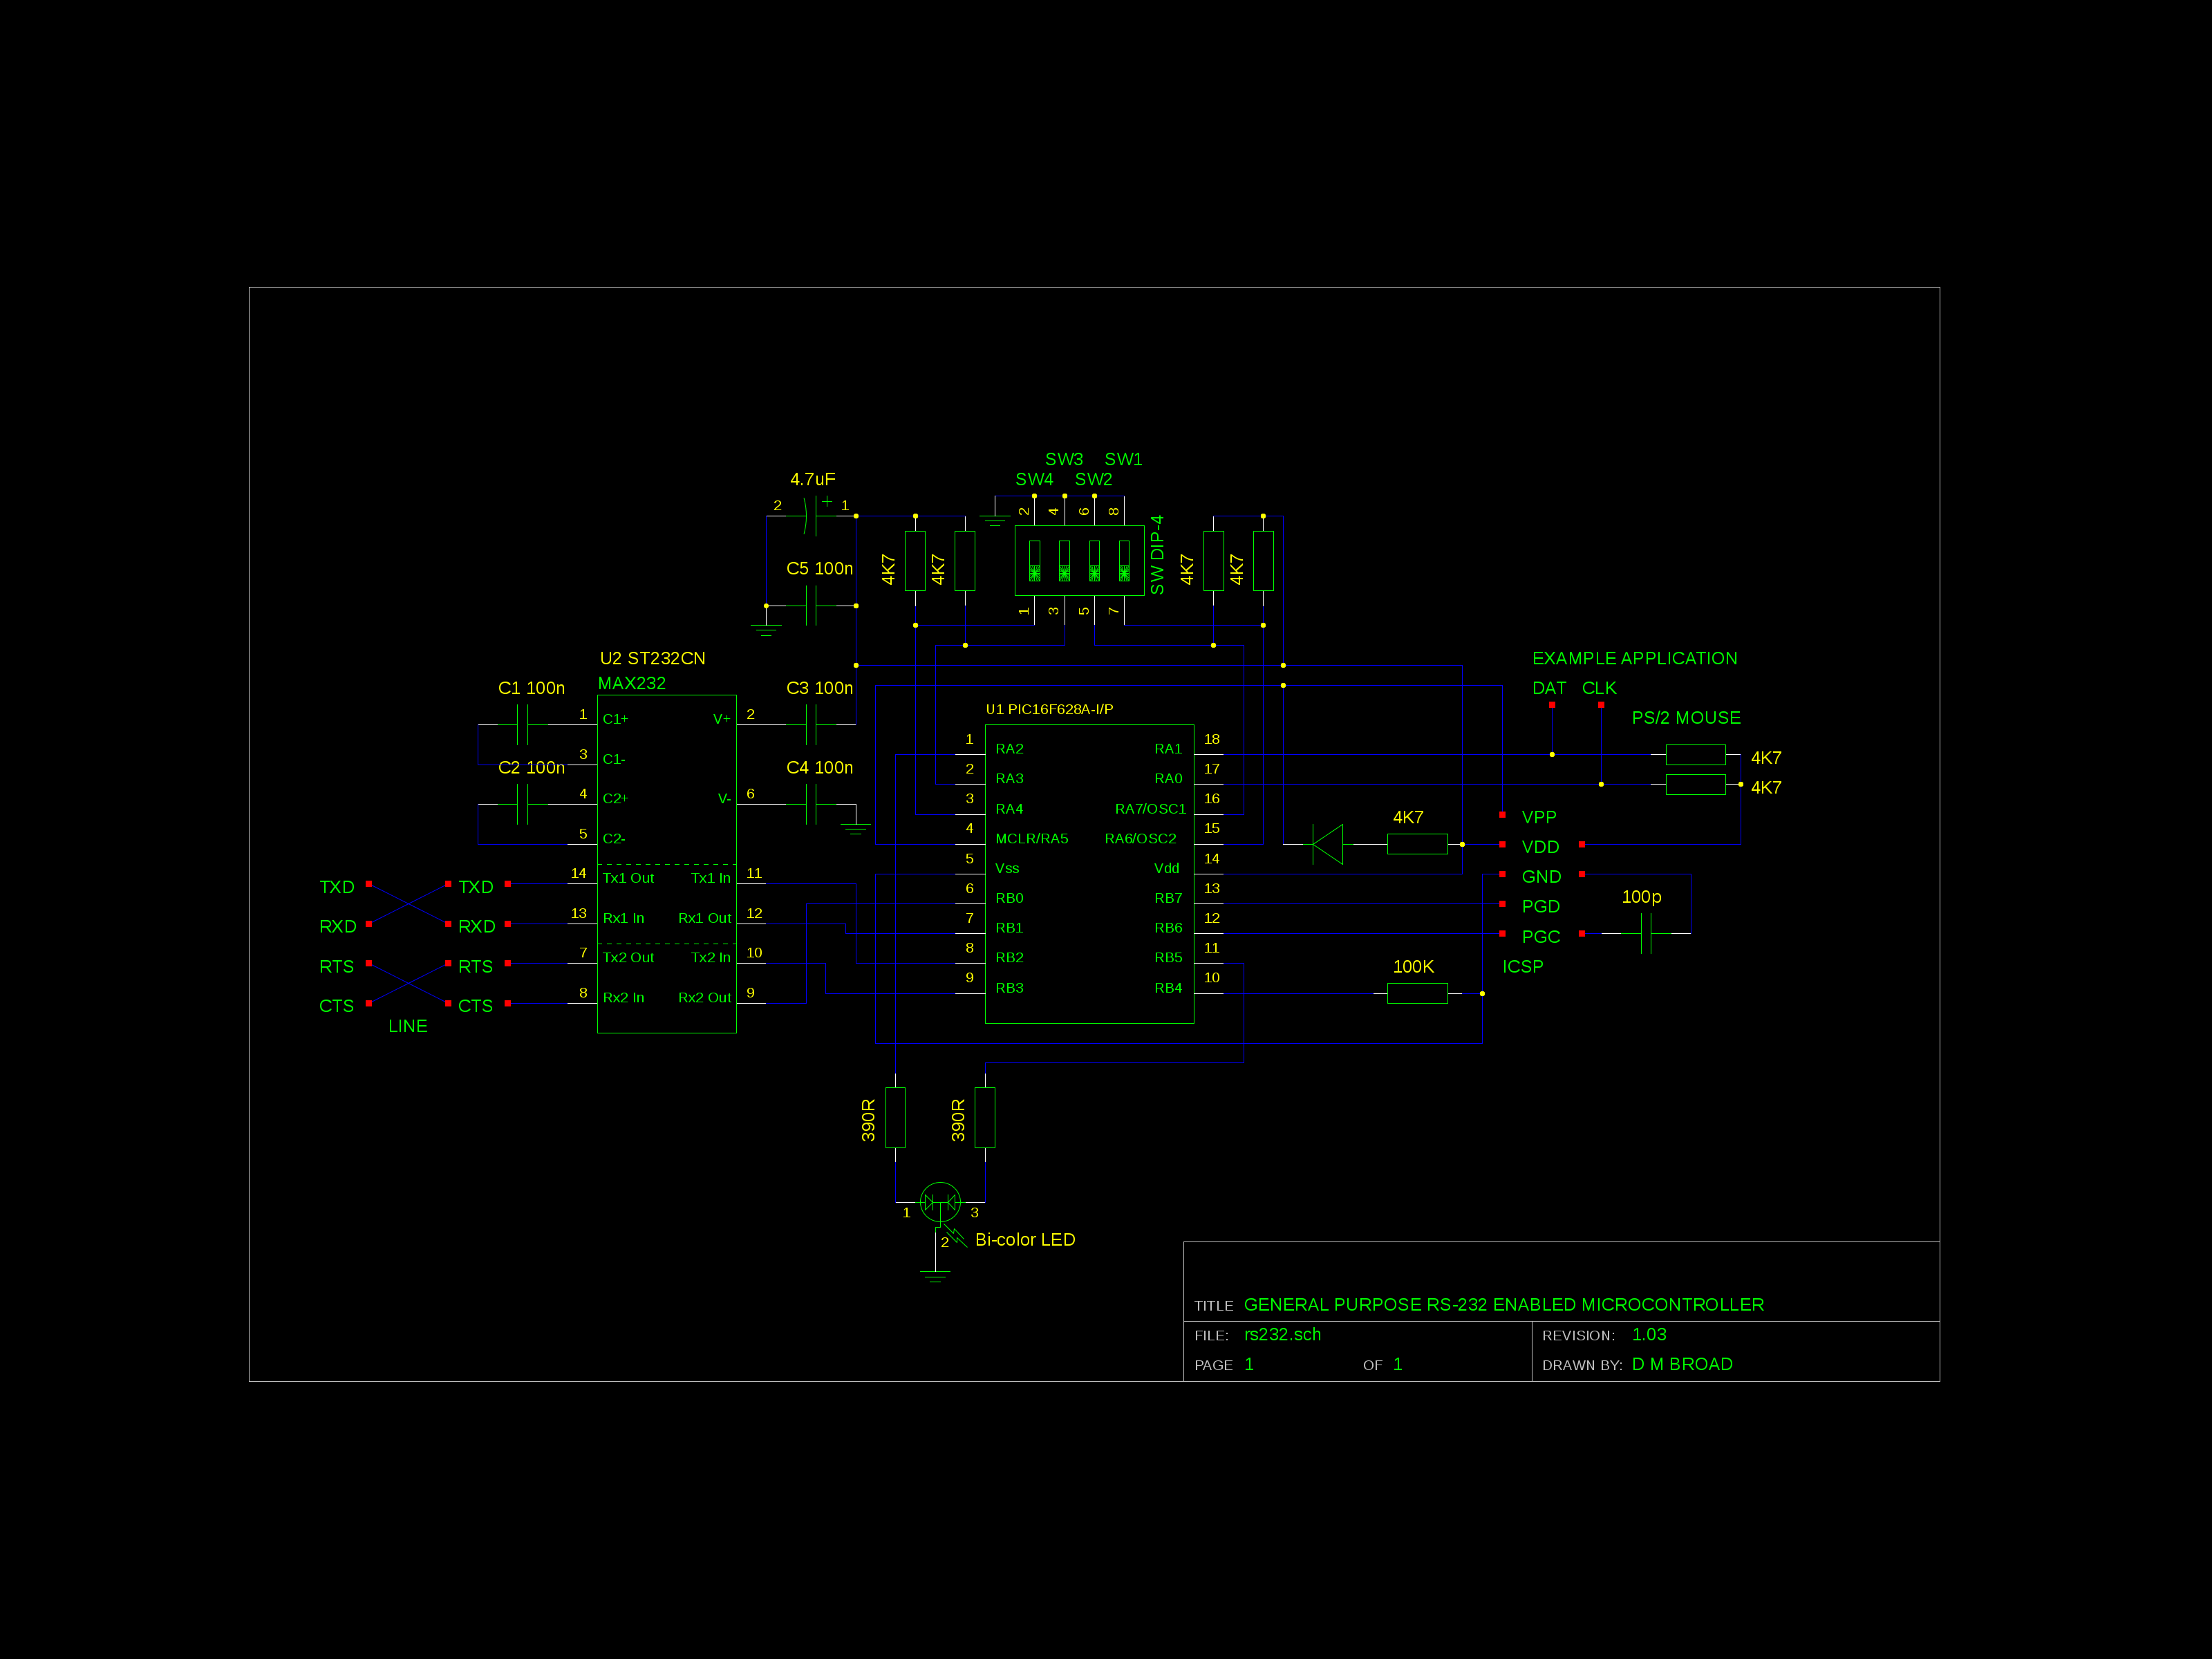 SW3 SW1
4.7uF SW4 SW2
2 1 2 4 6 8
C5 100n 4K7 4K7 SW DIP-4 4K7 4K7
1 3 5 7
U2 ST232CN EXAMPLE APPLICATION
MAX232
C1 100n C3 100n DAT CLK
U1 PIC16F628A-I/P
1 C1+ V+ 2 PS/2 MOUSE
1 RA2 RA1 18
3 C1- 4K7
C2 100n C4 100n 2 RA3 RA0 17
4K7
4 C2+ V- 6 3 RA4 RA7/OSC1 16
4K7 VPP
5 C2- 4 MCLR/RA5 RA6/OSC2 15
VDD
14 Tx1 Out Tx1 In 11 5 Vss Vdd 14
TXD TXD GND
6 RB0 RB7 13 100p
13 Rx1 In Rx1 Out 12 PGD
RXD RXD 7 RB1 RB6 12
PGC
7 Tx2 Out Tx2 In 10 8 RB2 RB5 11
RTS RTS 100K ICSP
8 Rx2 In Rx2 Out 9 9 RB3 RB4 10
CTS CTS
LINE
390R 390R
1 3
2 Bi-color LED
TITLE GENERAL PURPOSE RS-232 ENABLED MICROCONTROLLER
FILE: rs232.sch REVISION: 1.03
PAGE 1 OF 1 DRAWN BY: D M BROAD